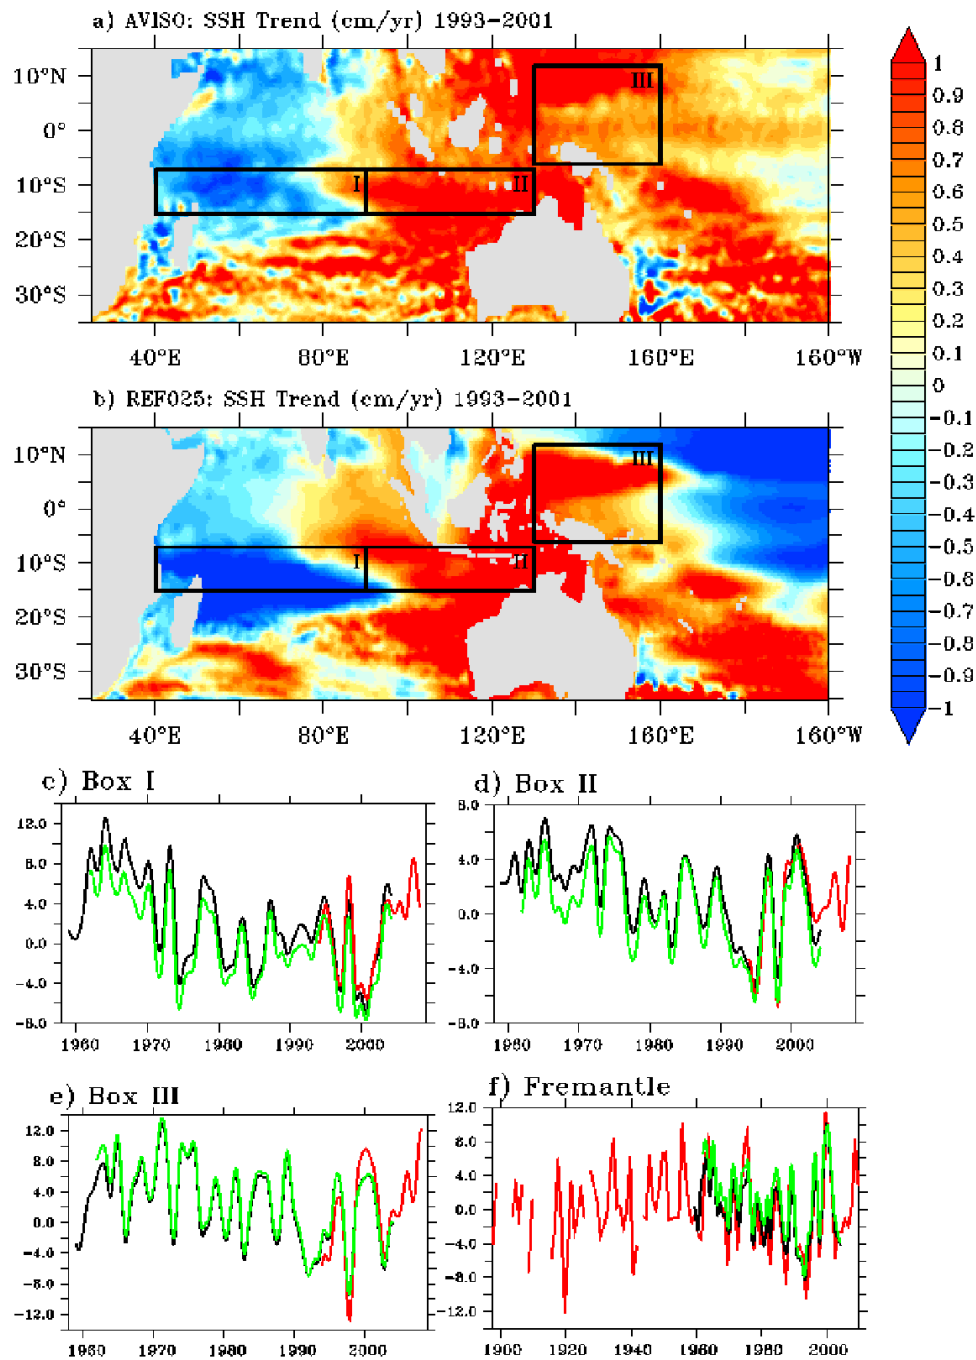 a) AVISO: SSH Trend (cm/yr) 1993-2001
10°N
0°
10°S
20°S
30°S
I
II
III
40°E 80°E 120°E 160°E 160°W
b) REF025: SSH Trend (cm/yr) 1993-2001
10°N
0°
10°S
20°S
30°S
I
II
III
40°E 80°E 120°E 160°E 160°W
1
0.9
0.8
0.7
0.6
0.5
0.4
0.3
0.2
0.1
0
-0.1
-0.2
-0.3
-0.4
-0.5
-0.6
-0.7
-0.8
-0.9
-1
c) Box I
12.0
8.0
4.0
0.0
-4.0
-8.0
1960 1970 1980 1990 2000
d) Box II
8.0
4.0
0.0
-4.0
-8.0
1960 1970 1980 1990 2000
e) Box III
12.0
8.0
4.0
0.0
-4.0
-8.0
-12.0
1960 1970 1980 1990 2000
f) Fremantle
12.0
8.0
4.0
0.0
-4.0
-8.0
-12.0
1900 1920 1940 1960 1980 2000